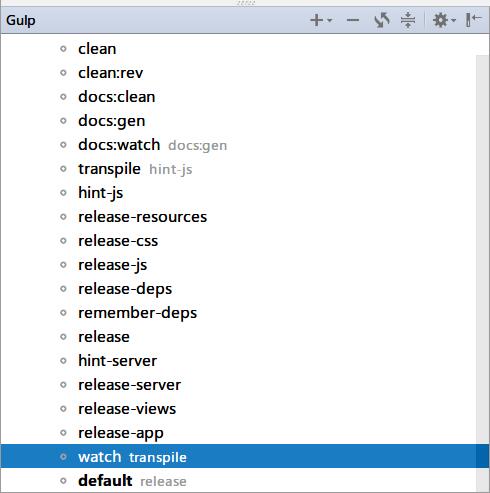 Gulp
clean
clean:rev
docs:clean
docs:gen
docs:watch docs:gen
transpile hint-js
hint-js
release-resources
release-css
release-js
release-deps
remember-deps
release
hint-server
release-server
release-views
release-app
watch transpile
default release